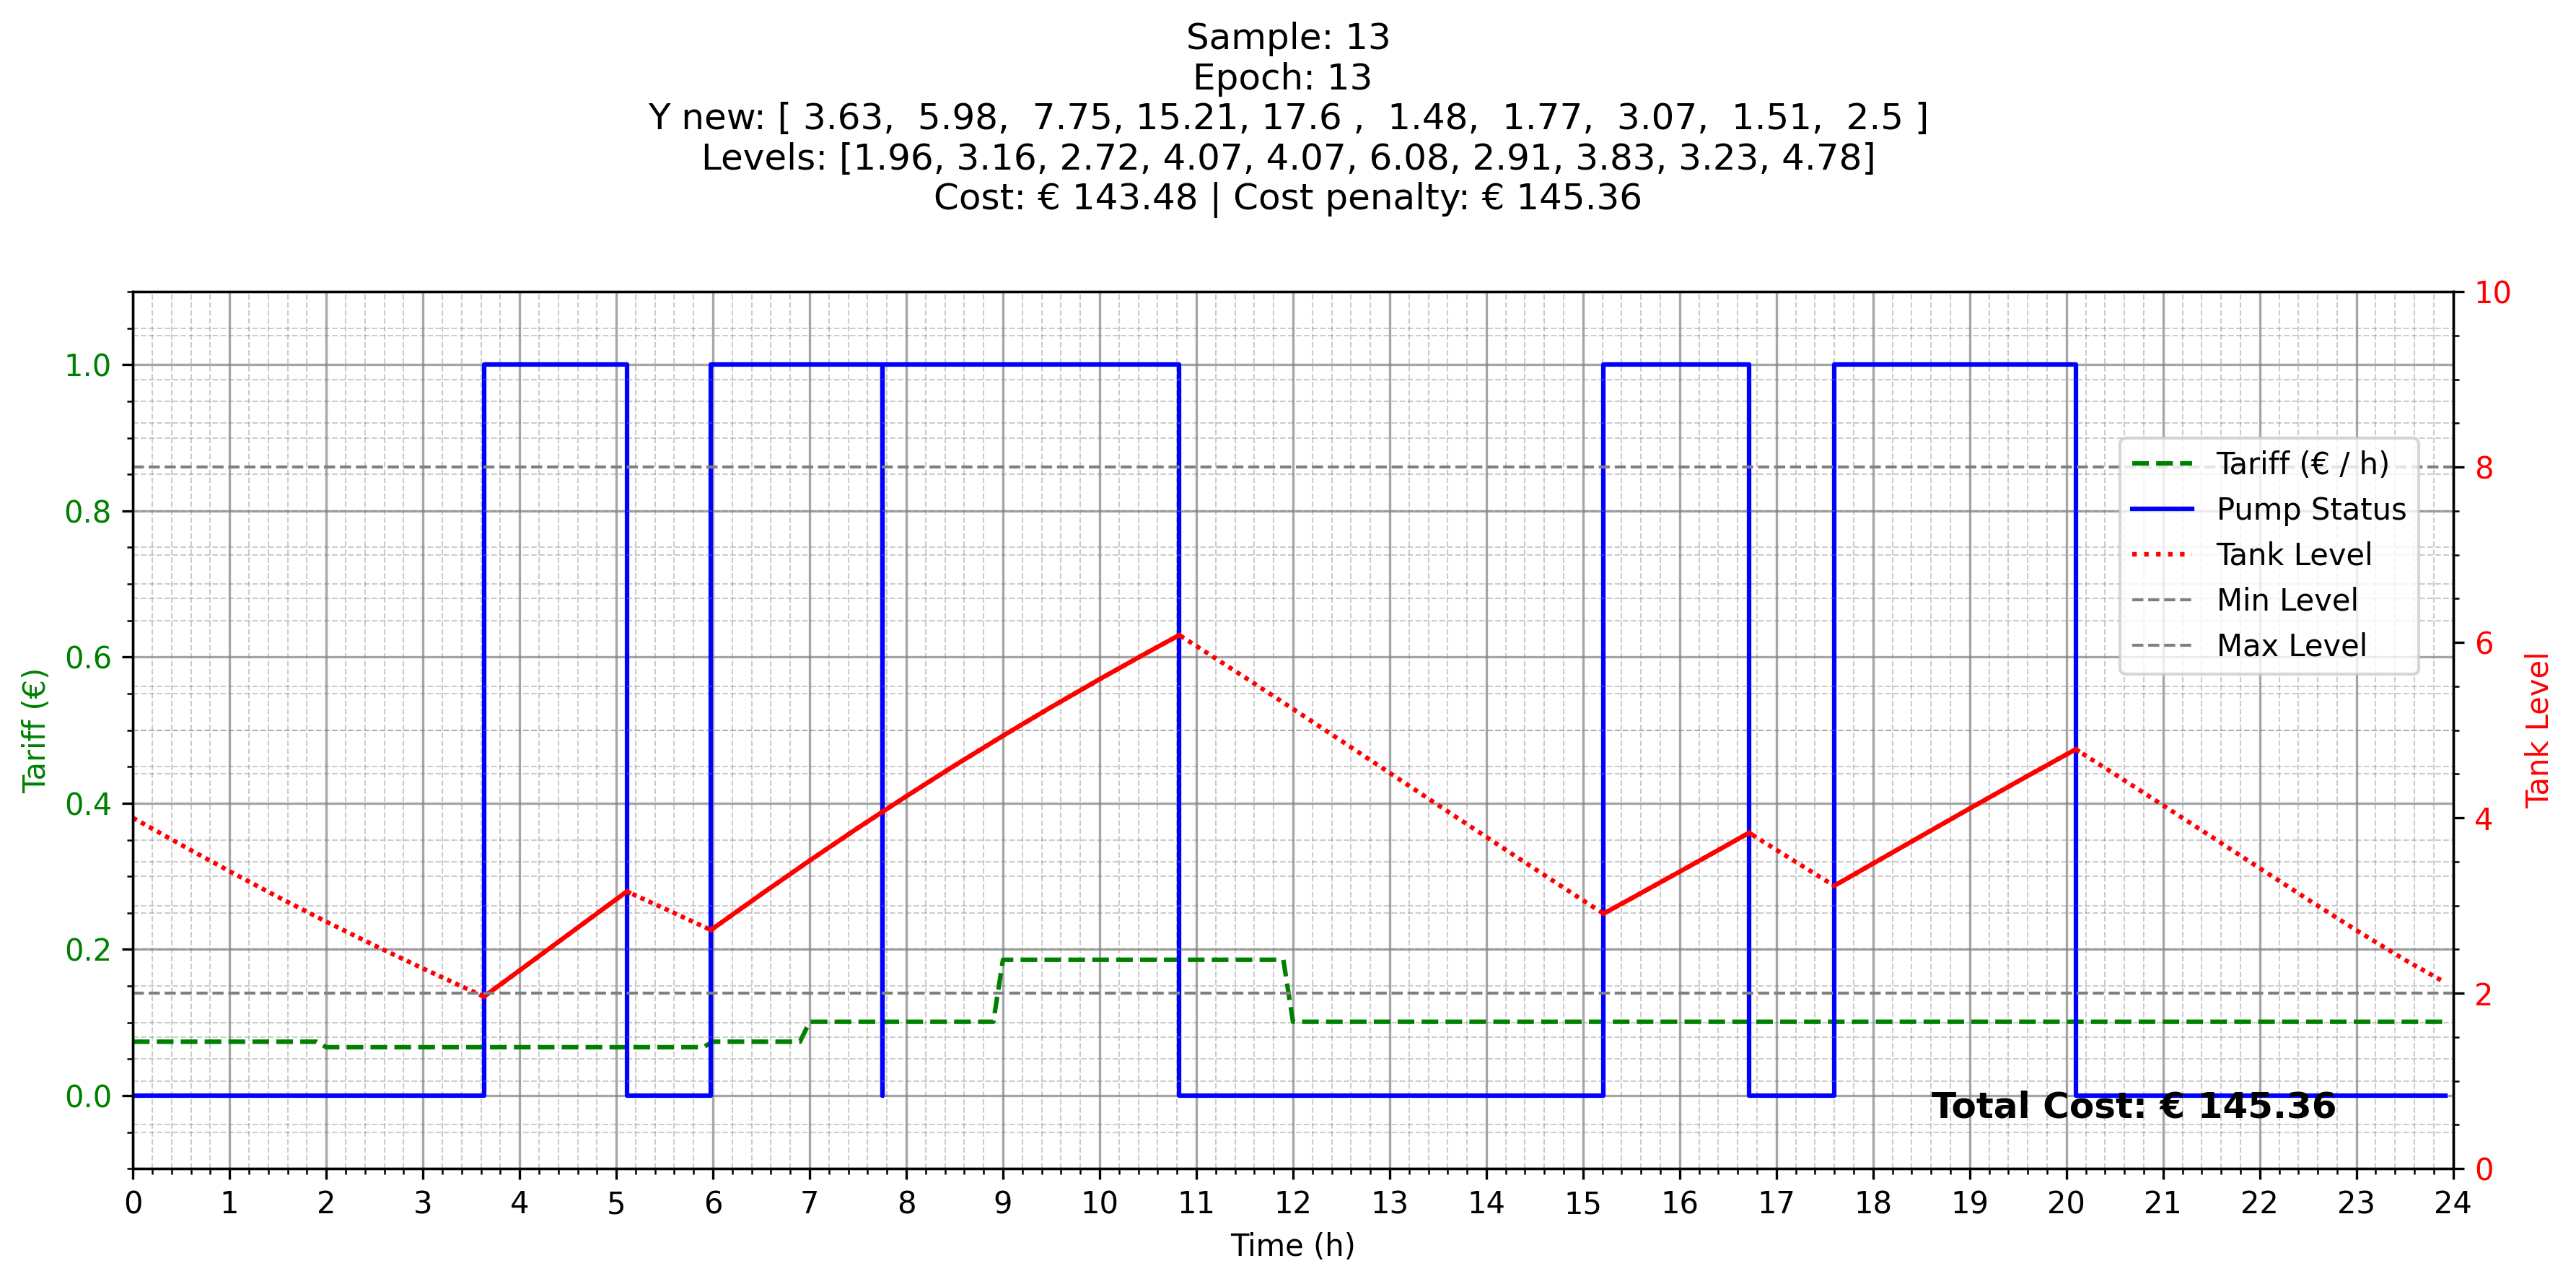 Sample: 13
Epoch: 13
Y new: [ 3.63,  5.98,  7.75, 15.21, 17.6 ,  1.48,  1.77,  3.07,  1.51,  2.5 ]
Levels: [1.96, 3.16, 2.72, 4.07, 4.07, 6.08, 2.91, 3.83, 3.23, 4.78]
Cost: € 143.48 | Cost penalty: € 145.36
Tariff (€)
1.0
0.8
0.6
0.4
0.2
0.0
10
8
6
4
2
0
Tank Level
Tariff (€ / h)
Pump Status
Tank Level
Min Level
Max Level
Total Cost: € 145.36
0 1 2 3 4 5 6 7 8 9 10 11 12 13 14 15 16 17 18 19 20 21 22 23 24
Time (h)